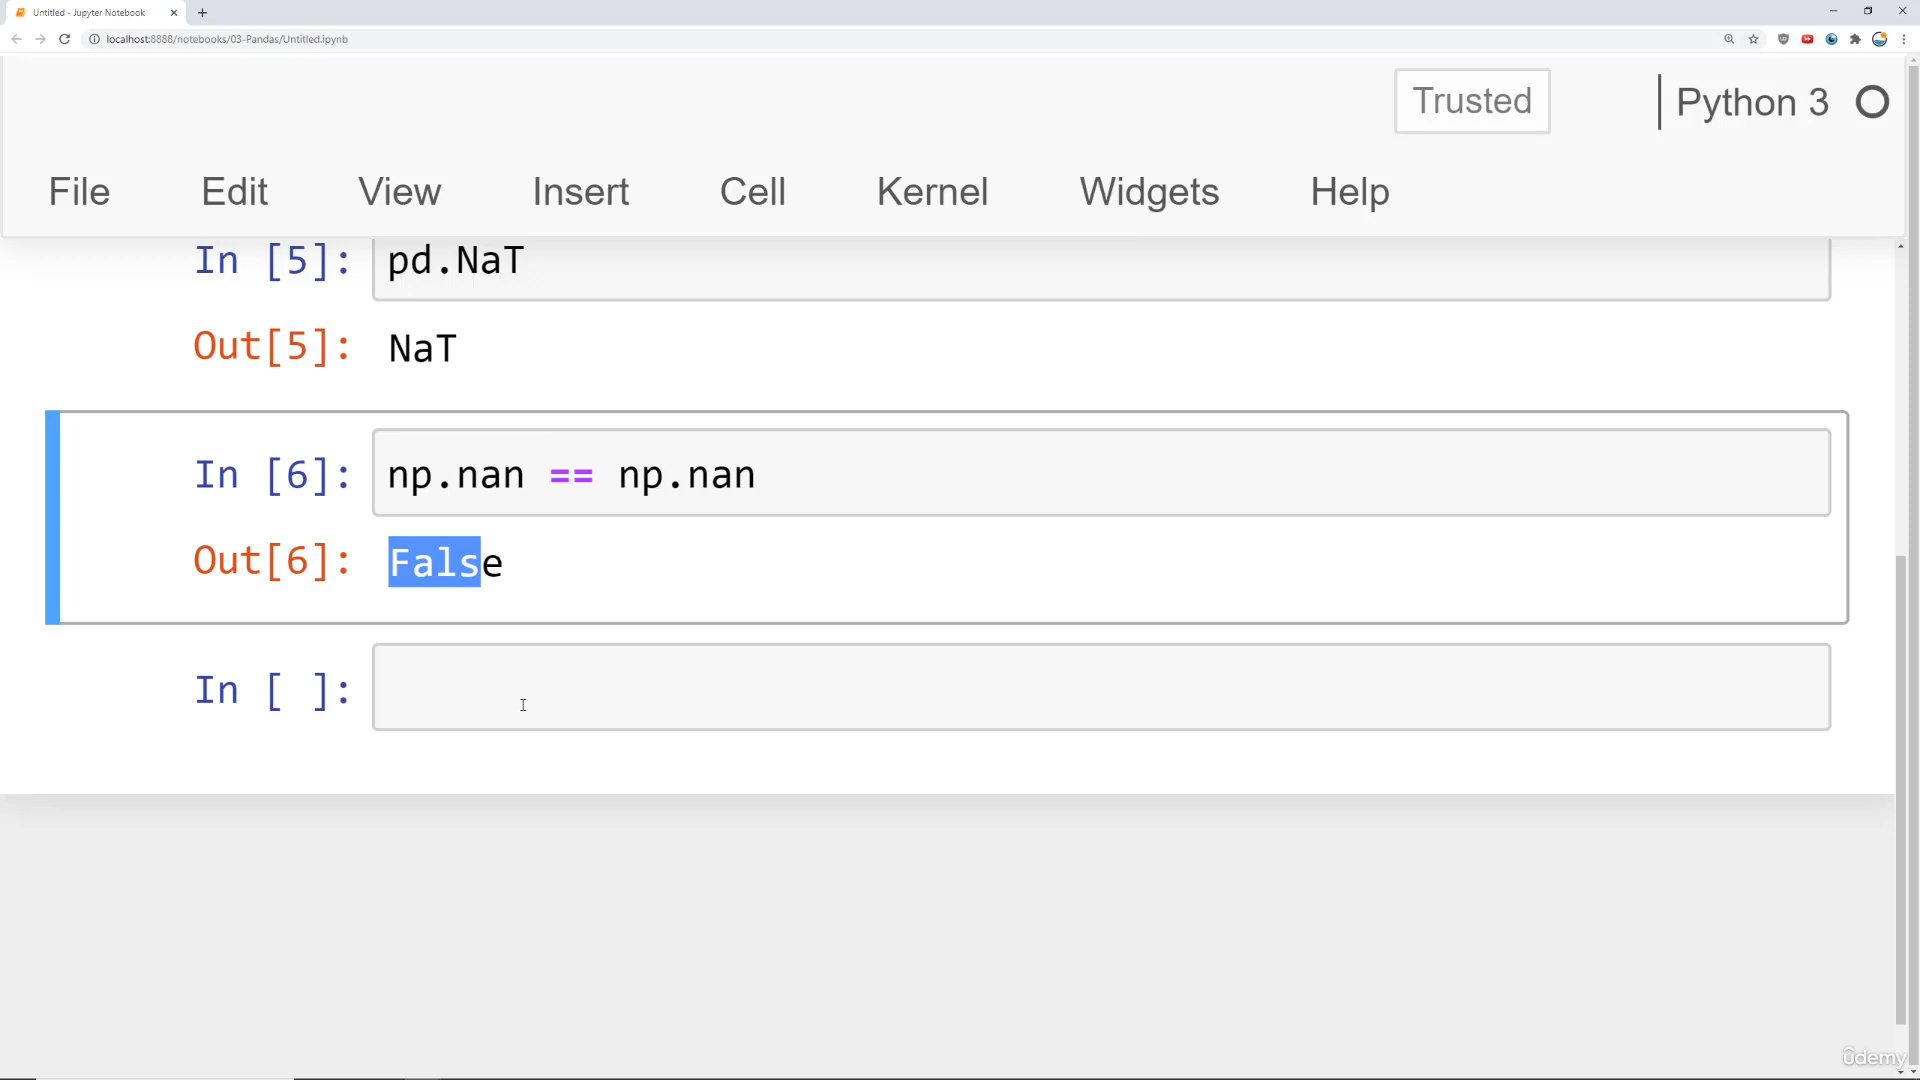 Untitled - Jupyter Notebook
localhost:8888/notebooks/03-Pandas/Untitled.ipynb
Trusted
Python 3
File Edit View Insert Cell Kernel Widgets Help
In [5]: pd.NaT
Out[5]: NaT
In [6]: np.nan == np.nan
Out[6]: False
In [ ]:
ûdemy